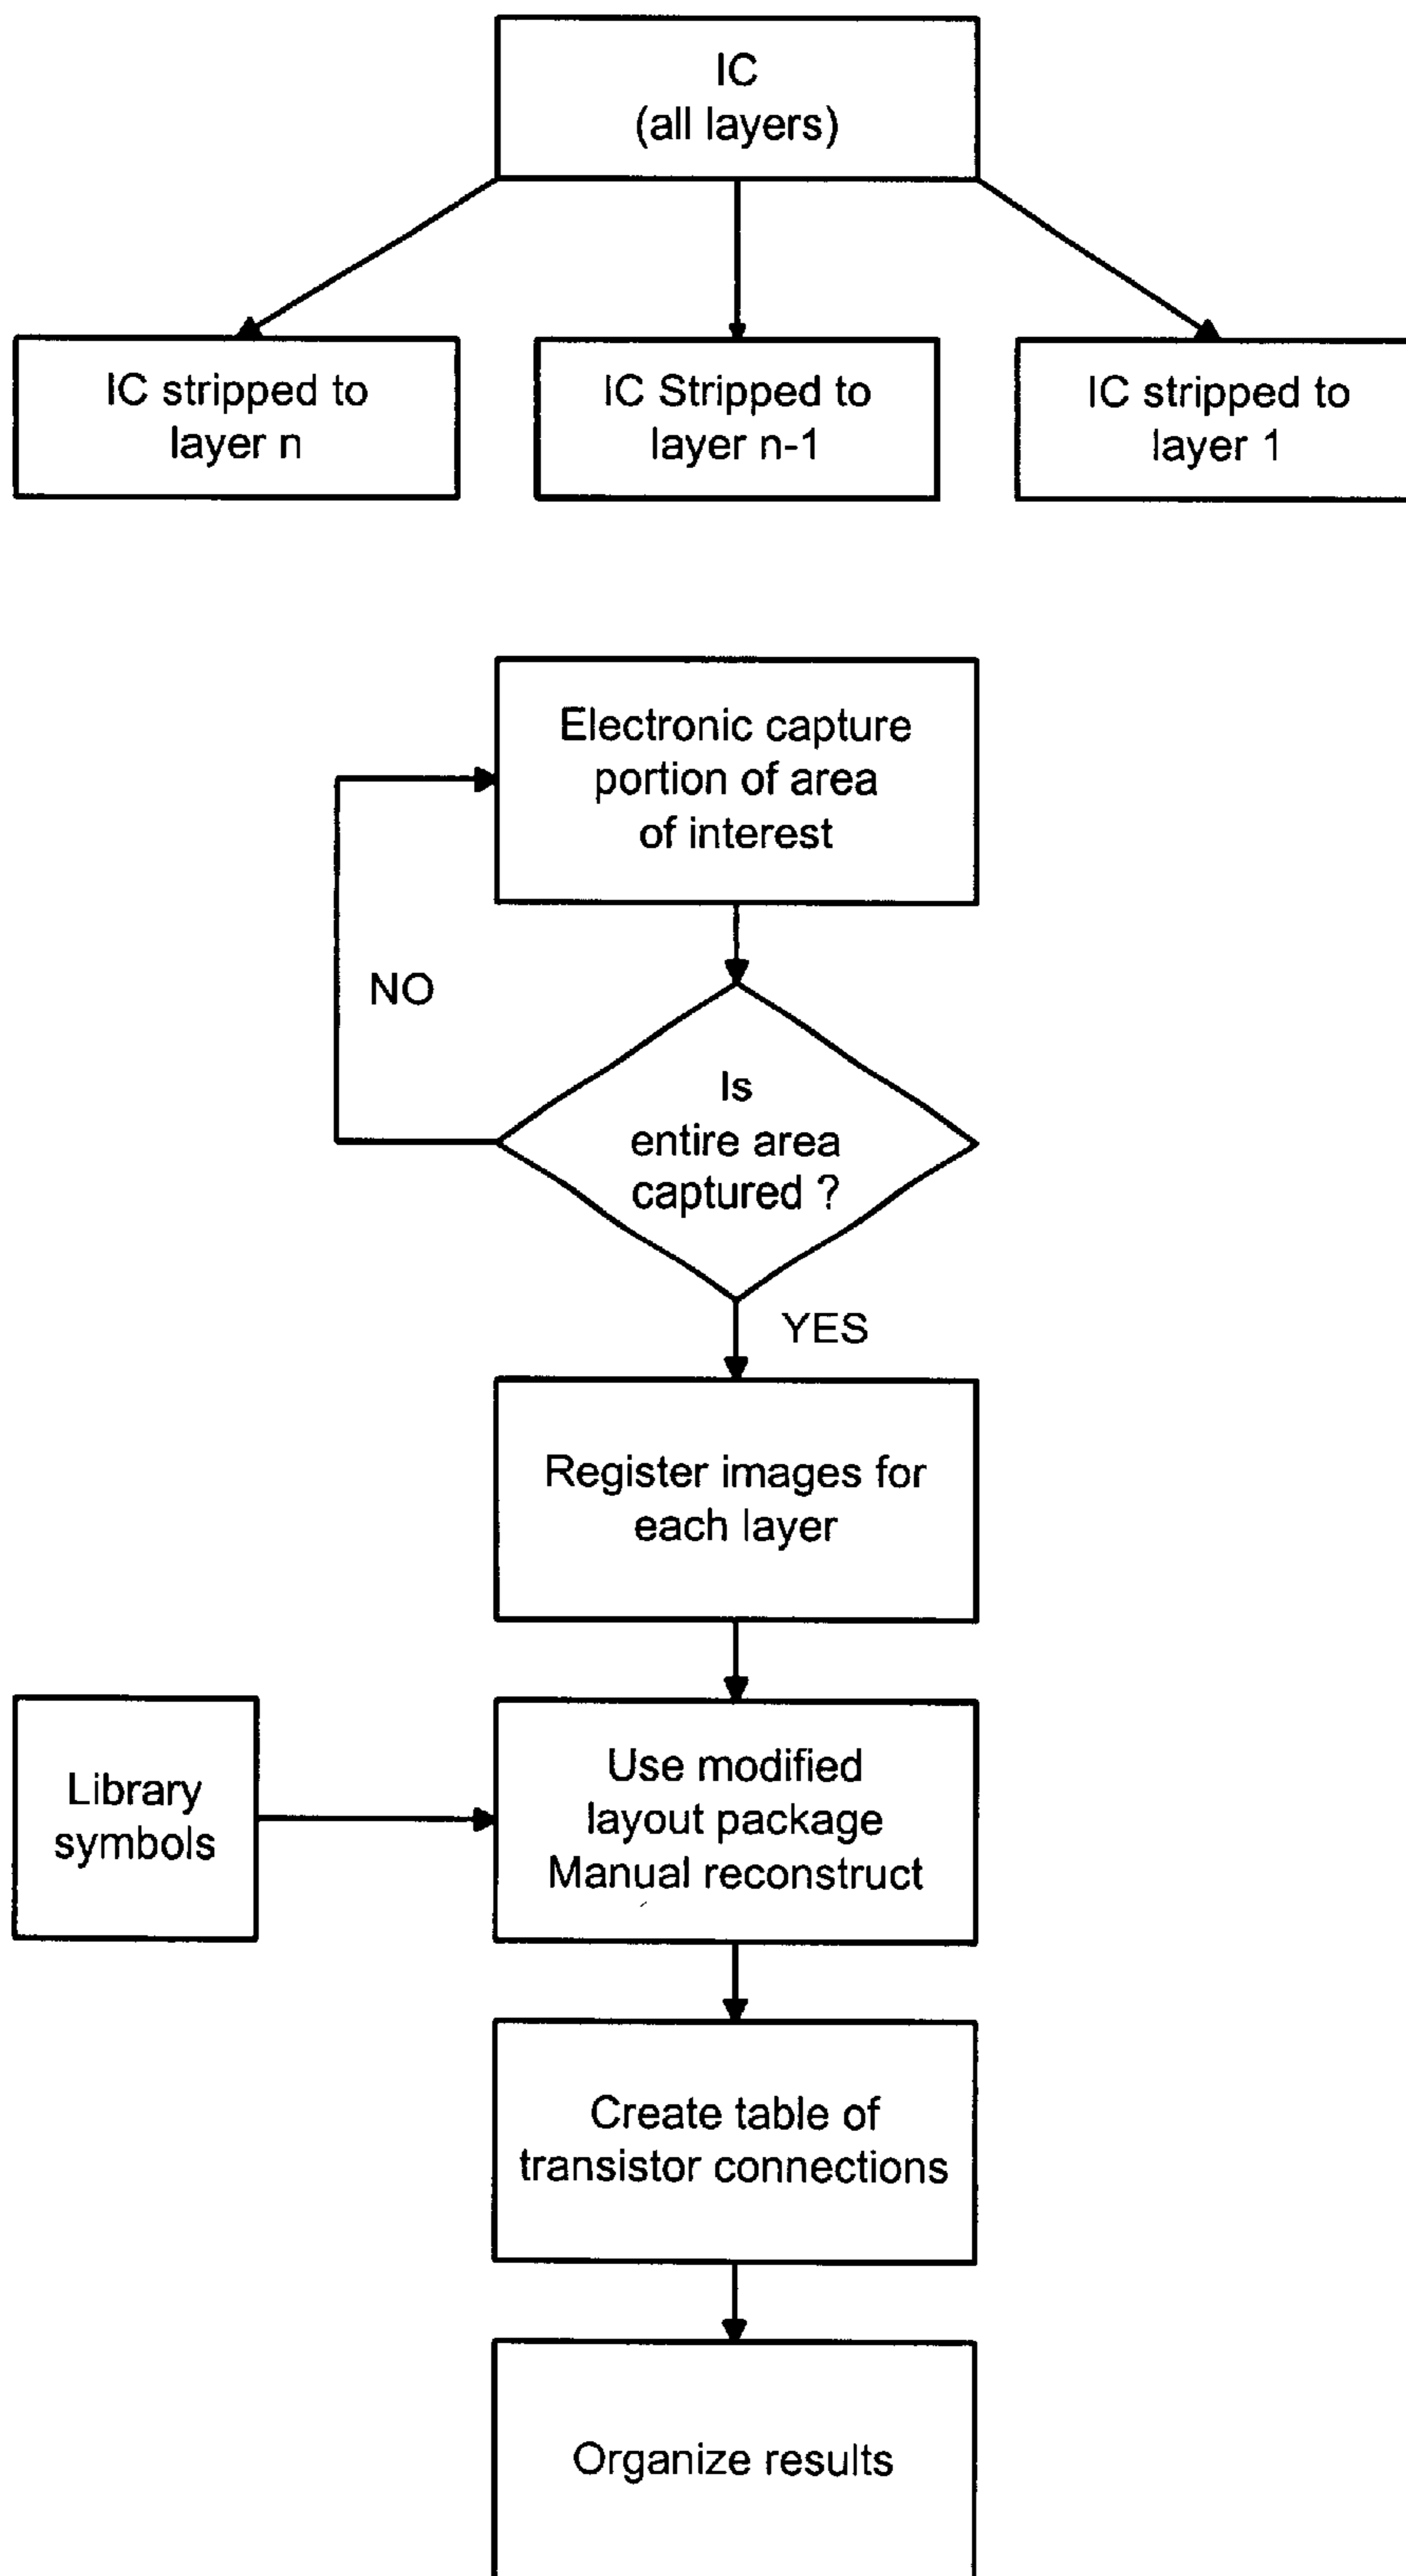 IC
(all layers)
IC stripped to
layer n
IC Stripped to
layer n-1
IC stripped to
layer 1
Electronic capture
portion of area
of interest
NO
Is
entire area
captured ?
YES
Register images for
each layer
Library
symbols
Use modified
layout package
Manual reconstruct
Create table of
transistor connections
Organize results